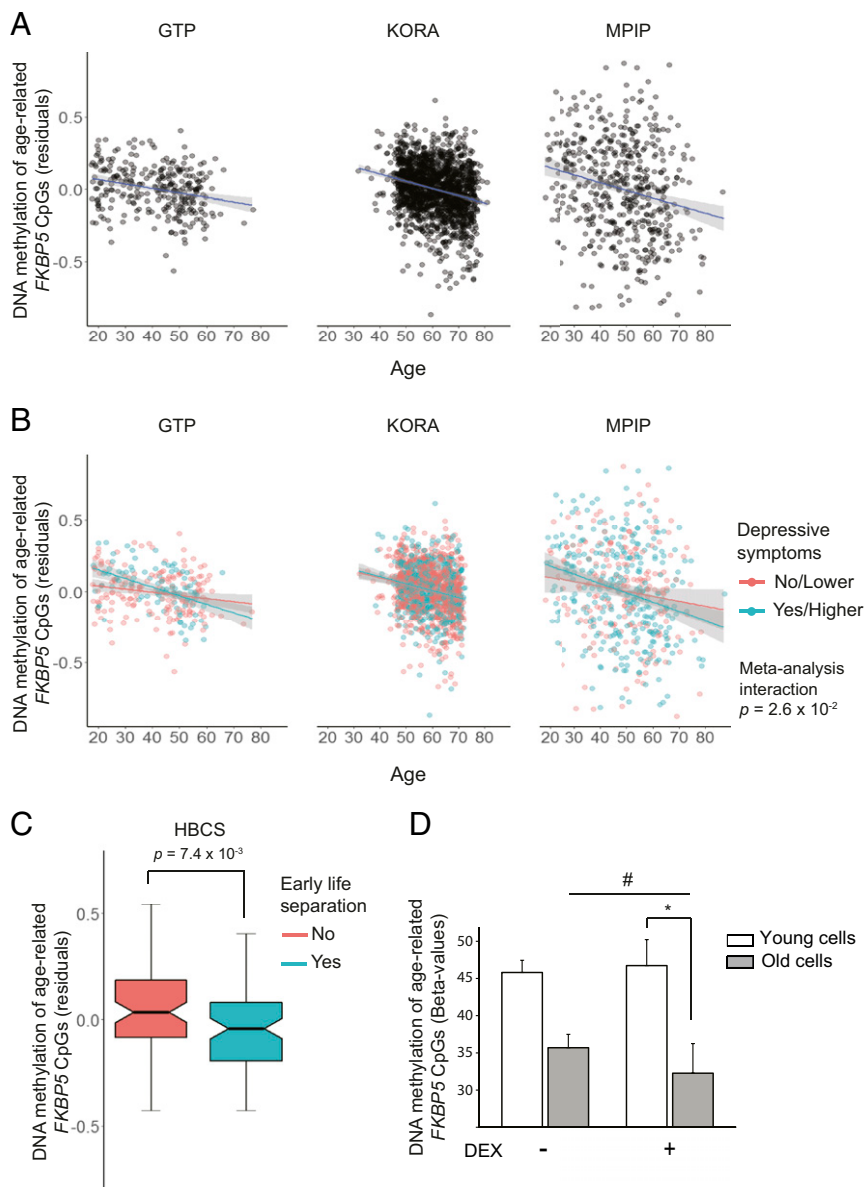 A
GTP KORA MPIP
DNA methylation of age-related
FKBP5 CpGs (residuals)
0.5
0.0
-0.5
20 30 40 50 60 70 80 20 30 40 50 60 70 80 20 30 40 50 60 70 80
Age
B
GTP KORA MPIP
DNA methylation of age-related
FKBP5 CpGs (residuals)
0.5
0.0
-0.5
20 30 40 50 60 70 80 20 30 40 50 60 70 80 20 30 40 50 60 70 80
Age
Depressive
symptoms
No/Lower
Yes/Higher
Meta-analysis
interaction
p = 2.6 x 10⁻²
C
HBCS
p = 7.4 x 10⁻³
DNA methylation of age-related
FKBP5 CpGs (residuals)
0.5
0.0
-0.5
Early life
separation
No
Yes
D
DNA methylation of age-related
FKBP5 CpGs (Beta-values)
45
40
35
30
#
*
Young cells
Old cells
DEX - +